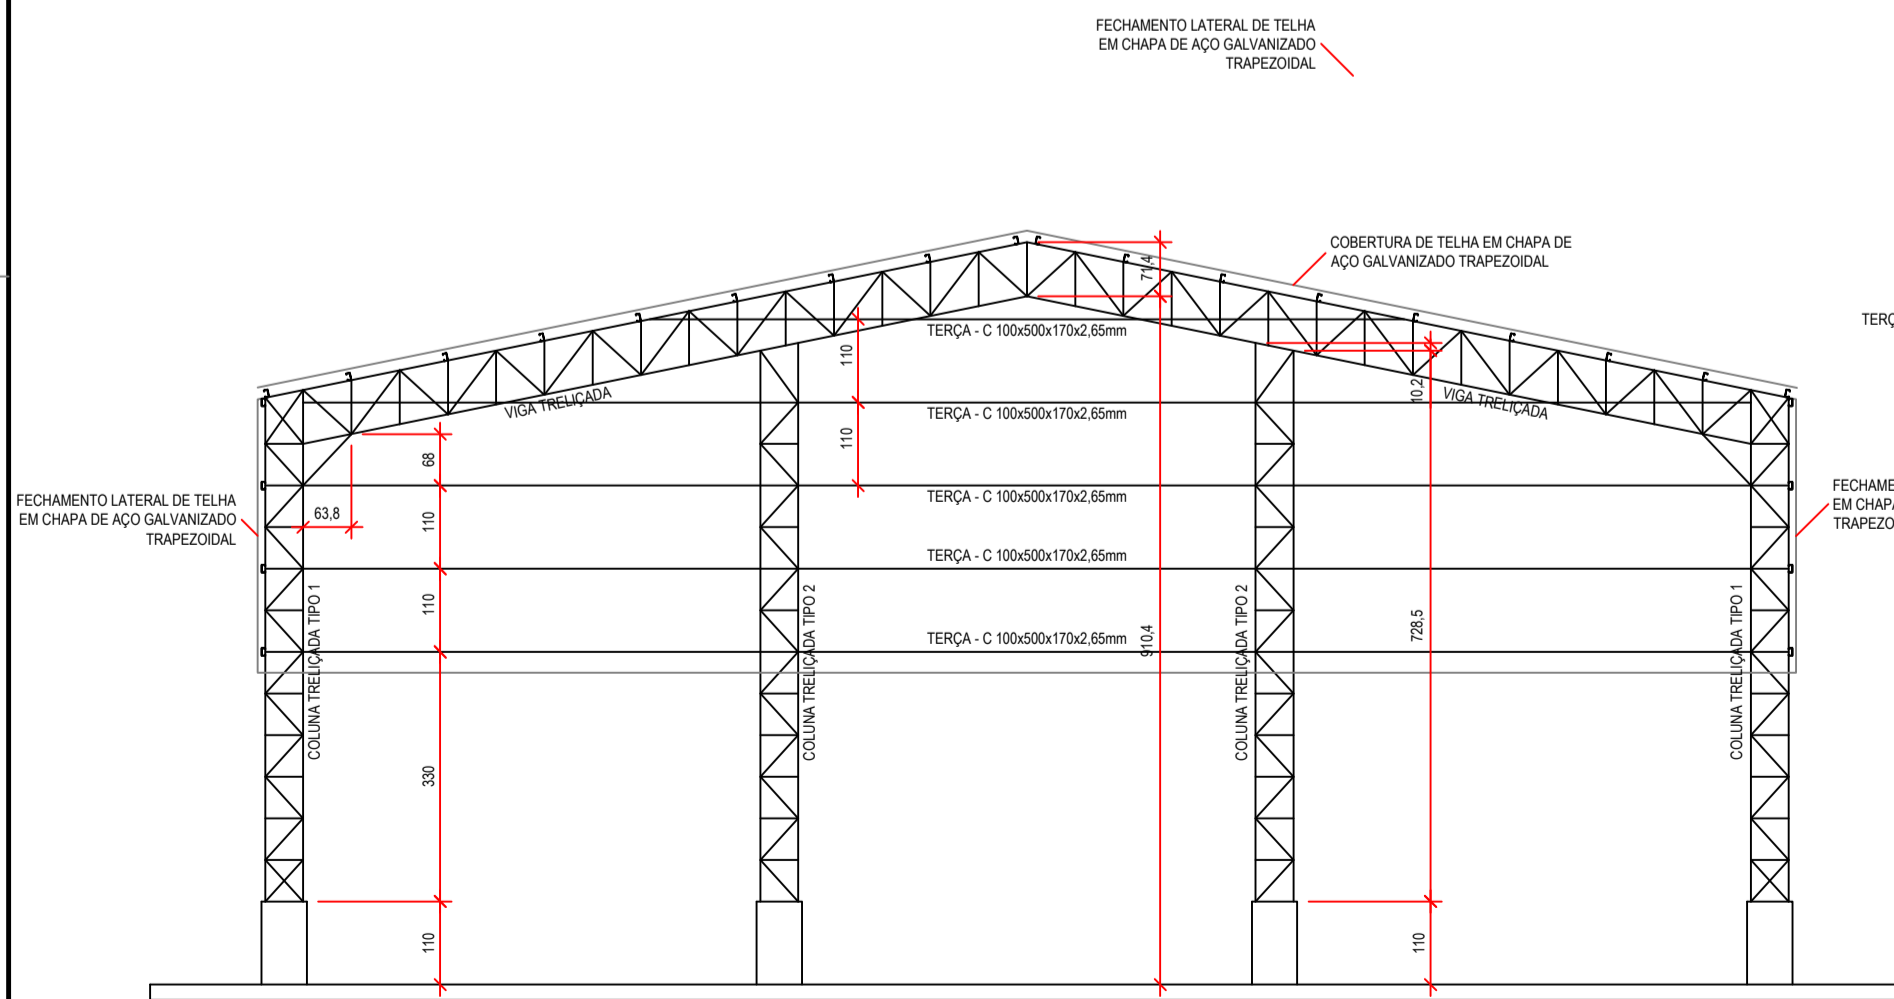 FECHAMENTO LATERAL DE TELHA
EM CHAPA DE AÇO GALVANIZADO
TRAPEZOIDAL
COBERTURA DE TELHA EM CHAPA DE
AÇO GALVANIZADO TRAPEZOIDAL
71,4
TERÇ
TERÇA - C 100x500x170x2,65mm
110
10,2
VIGA TRELIÇADA
VIGA TRELIÇADA
TERÇA - C 100x500x170x2,65mm
110
68
FECHAMENTO LATERAL DE TELHA
EM CHAPA DE AÇO GALVANIZADO
TRAPEZOIDAL
63,8
110
TERÇA - C 100x500x170x2,65mm
FECHAME
EM CHAPA
TRAPEZO
TERÇA - C 100x500x170x2,65mm
110
TERÇA - C 100x500x170x2,65mm
910,4
728,5
COLUNA TRELIÇADA TIPO 1
COLUNA TRELIÇADA TIPO 2
COLUNA TRELIÇADA TIPO 2
COLUNA TRELIÇADA TIPO 1
330
110
110